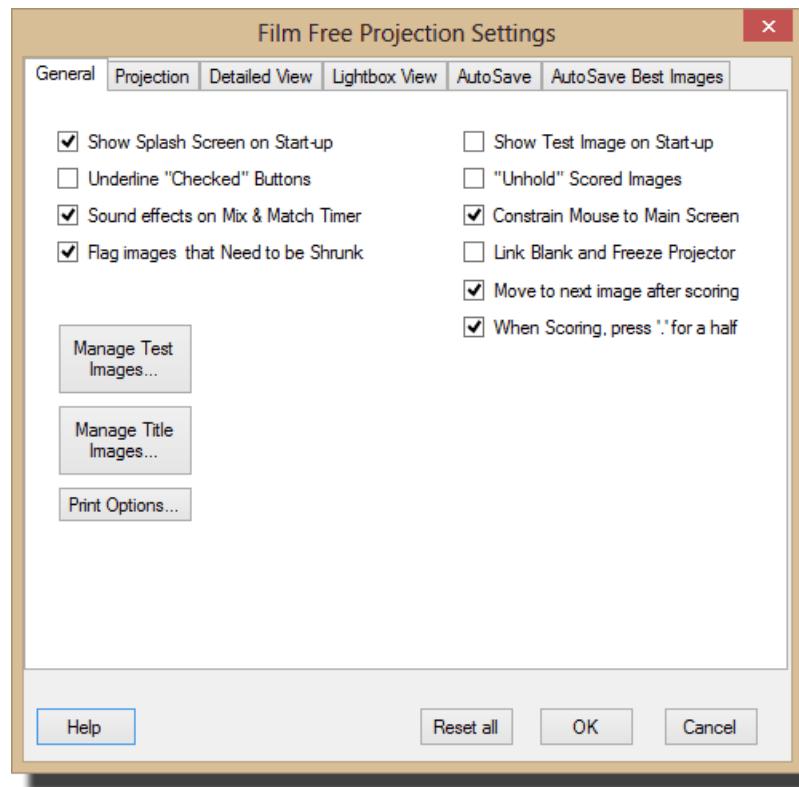 Film Free Projection Settings
General Projection Detailed View Lightbox View AutoSave AutoSave Best Images
Show Splash Screen on Start-up
Underline "Checked" Buttons
Sound effects on Mix & Match Timer
Flag images that Need to be Shrunk
Show Test Image on Start-up
"Unhold" Scored Images
Constrain Mouse to Main Screen
Link Blank and Freeze Projector
Move to next image after scoring
When Scoring, press '.' for a half
Manage Test
Images...
Manage Title
Images...
Print Options...
Help Reset all OK Cancel